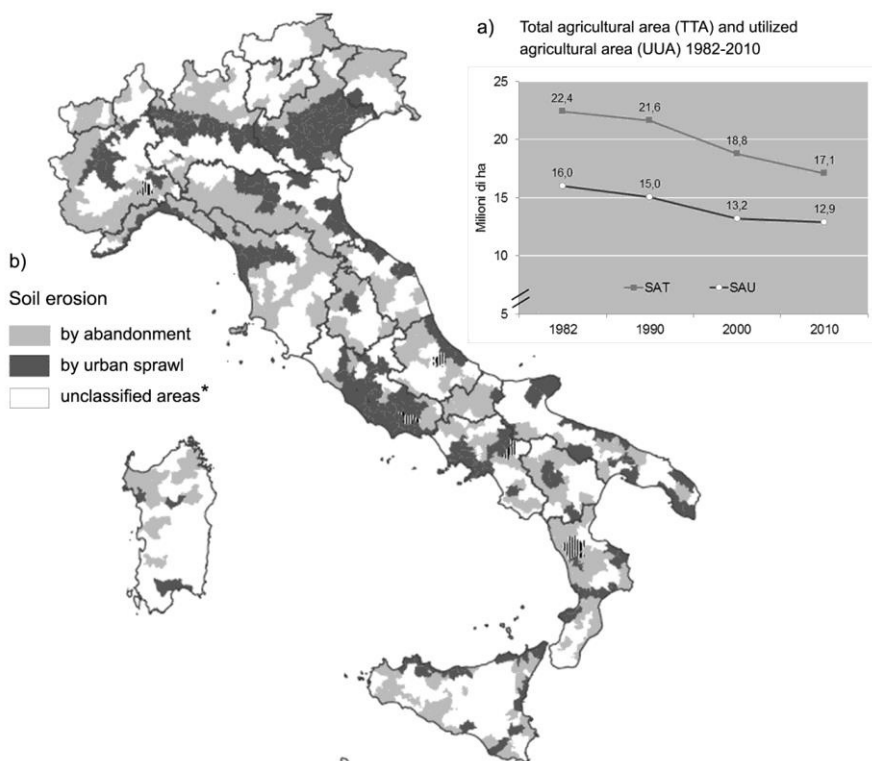 a) Total agricultural area (TTA) and utilized
agricultural area (UUA) 1982-2010
25
20
15
10
5
Milioni di ha
22,4
21,6
18,8
17,1
16,0
15,0
13,2
12,9
SAT
SAU
1982
1990
2000
2010
b)
Soil erosion
by abandonment
by urban sprawl
unclassified areas*